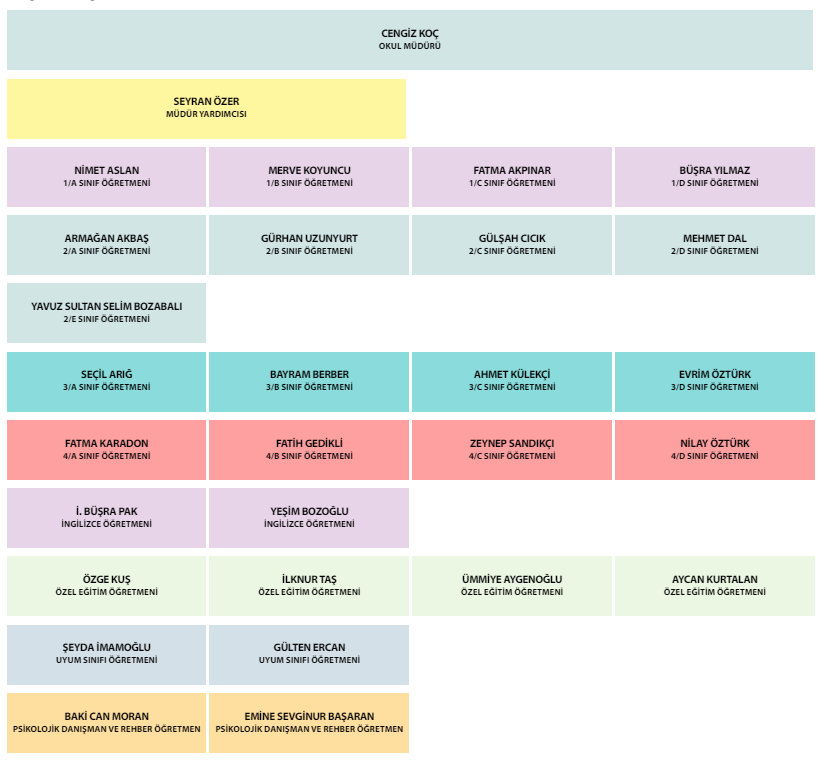 CENGİZ KOÇ
OKUL MÜDÜRÜ
SEYRAN ÖZER
MÜDÜR YARDIMCISI
NİMET ASLAN
1/A SINIF ÖĞRETMENİ
MERVE KOYUNCU
1/B SINIF ÖĞRETMENİ
FATMA AKPINAR
1/C SINIF ÖĞRETMENİ
BÜŞRA YILMAZ
1/D SINIF ÖĞRETMENİ
ARMAĞAN AKBAŞ
2/A SINIF ÖĞRETMENİ
GÜRHAN UZUNYURT
2/B SINIF ÖĞRETMENİ
GÜLŞAH CICIK
2/C SINIF ÖĞRETMENİ
MEHMET DAL
2/D SINIF ÖĞRETMENİ
YAVUZ SULTAN SELİM BOZABALI
2/E SINIF ÖĞRETMENİ
SEÇİL ARIĞ
3/A SINIF ÖĞRETMENİ
BAYRAM BERBER
3/B SINIF ÖĞRETMENİ
AHMET KÜLEKÇİ
3/C SINIF ÖĞRETMENİ
EVRİM ÖZTÜRK
3/D SINIF ÖĞRETMENİ
FATMA KARADON
4/A SINIF ÖĞRETMENİ
FATİH GEDİKLİ
4/B SINIF ÖĞRETMENİ
ZEYNEP SANDIKÇI
4/C SINIF ÖĞRETMENİ
NİLAY ÖZTÜRK
4/D SINIF ÖĞRETMENİ
İ. BÜŞRA PAK
İNGİLİZCE ÖĞRETMENİ
YEŞİM BOZOĞLU
İNGİLİZCE ÖĞRETMENİ
ÖZGE KUŞ
ÖZEL EĞİTİM ÖĞRETMENİ
İLKNUR TAŞ
ÖZEL EĞİTİM ÖĞRETMENİ
ÜMMİYE AYGENOĞLU
ÖZEL EĞİTİM ÖĞRETMENİ
AYCAN KURTALAN
ÖZEL EĞİTİM ÖĞRETMENİ
ŞEYDA İMAMOĞLU
UYUM SINIFI ÖĞRETMENİ
GÜLTEN ERCAN
UYUM SINIFI ÖĞRETMENİ
BAKİ CAN MORAN
PSİKOLOJİK DANIŞMAN VE REHBER ÖĞRETMEN
EMİNE SEVGİNUR BAŞARAN
PSİKOLOJİK DANIŞMAN VE REHBER ÖĞRETMEN